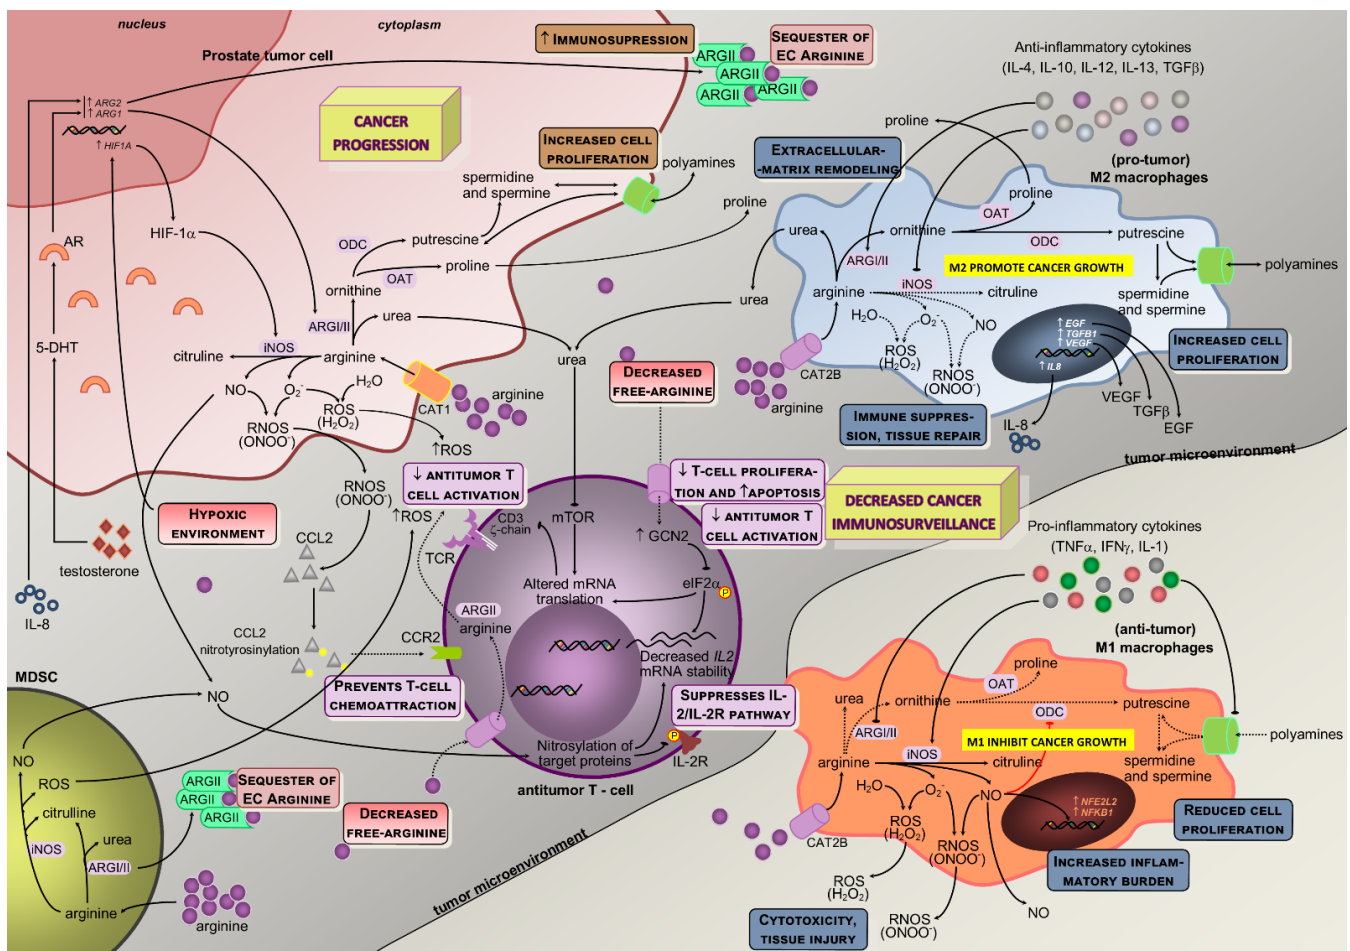 nucleus
cytoplasm
Prostate tumor cell
↑ ARG2
↑ ARG1
↑ HIF1A
CANCER
PROGRESSION
↑ IMMUNOSUPRESSION
ARGII
ARGII
ARGII
ARGII
SEQUESTER OF
EC ARGININE
INCREASED CELL
PROLIFERATION
polyamines
spermidine
and spermine
proline
HIF-1α
AR
ODC
putrescine
OAT
proline
ornithine
ARGI/II
urea
5-DHT
iNOS
citruline
arginine
NO
O₂⁻
H₂O
ROS
(H₂O₂)
RNOS
(ONOO⁻)
CAT1
arginine
↑ROS
RNOS
(ONOO⁻)
↑ROS
↓ ANTITUMOR T
CELL ACTIVATION
HYPOXIC
ENVIRONMENT
testosterone
IL-8
CCL2
CCL2
nitrotyrosinylation
CCR2
PREVENTS T-CELL
CHEMOATTRACTION
urea
urea
DECREASED
FREE-ARGININE
↓ T-CELL PROLIFERA-
TION AND ↑APOPTOSIS
↓ ANTITUMOR T
CELL ACTIVATION
DECREASED CANCER
IMMUNOSURVEILLANCE
TCR
CD3
ζ-chain
mTOR
↑ GCN2
eIF2α
P
Altered mRNA
translation
ARGII
arginine
Decreased IL2
mRNA stability
SUPPRESSES IL-
2/IL-2R PATHWAY
P
IL-2R
Nitrosylation of
target proteins
antitumor T - cell
MDSC
NO
NO
ROS
citrulline
iNOS
urea
ARGI/II
arginine
arginine
ARGII
ARGII
ARGII
SEQUESTER OF
EC ARGININE
DECREASED
FREE-ARGININE
tumor microenvironment
Anti-inflammatory cytokines
(IL-4, IL-10, IL-12, IL-13, TGFβ)
(pro-tumor)
M2 macrophages
proline
EXTRACELLULAR-
-MATRIX REMODELING
proline
OAT
urea
ornithine
ODC
putrescine
ARGI/II
M2 PROMOTE CANCER GROWTH
polyamines
iNOS
arginine
citruline
spermidine
and spermine
H₂O
O₂⁻
NO
ROS
(H₂O₂)
RNOS
(ONOO⁻)
CAT2B
arginine
↑ EGF
↑ TGFB1
↑ VEGF
↑ IL8
INCREASED CELL
PROLIFERATION
VEGF
TGFβ
EGF
IL-8
IMMUNE SUPPRES-
SION, TISSUE REPAIR
tumor microenvironment
Pro-inflammatory cytokines
(TNFα, IFNγ, IL-1)
(anti-tumor)
M1 macrophages
proline
OAT
urea
ornithine
ODC
putrescine
ARGI/II
iNOS
M1 INHIBIT CANCER GROWTH
polyamines
arginine
citruline
spermidine
and spermine
H₂O
O₂⁻
NO
ROS
(H₂O₂)
RNOS
(ONOO⁻)
CAT2B
↑ NFE2L2
↑ NFKB1
REDUCED CELL
PROLIFERATION
INCREASED INFLAM-
MATORY BURDEN
ROS
(H₂O₂)
RNOS
(ONOO⁻)
NO
CYTOTOXICITY,
TISSUE INJURY